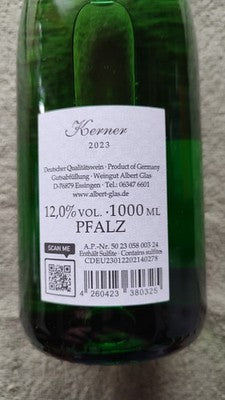 Kerner
2023
Deutscher Qualitätswein · Product of Germany
Gutsabfüllung · Weingut Albert Glas
D-76879 Essingen · Tel.: 06347 6601
www.albert-glas.de
12,0% VOL. · 1000 ML
PFALZ
SCAN ME
A.P.-Nr. 50 23 058 003 24
Enthält Sulfite · Contains sulfites
CDEU23012202140278
4 260423 380325